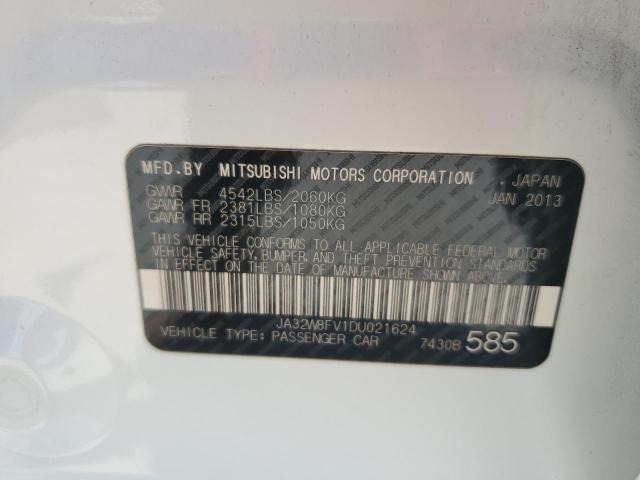 MFD.BY MITSUBISHI MOTORS CORPORATION , JAPAN
GWVR 4542LBS/2060KG JAN 2013
GAWR FR 2381LBS/1080KG
GAWR RR 2315LBS/1050KG
THIS VEHICLE CONFORMS TO ALL APPLICABLE FEDERAL MOTOR
VEHICLE SAFETY, BUMPER, AND THEFT PREVENTION STANDARDS
IN EFFECT ON THE DATE OF MANUFACTURE SHOWN ABOVE.
JA32W8FV1DU021624
VEHICLE TYPE: PASSENGER CAR 7430B 585